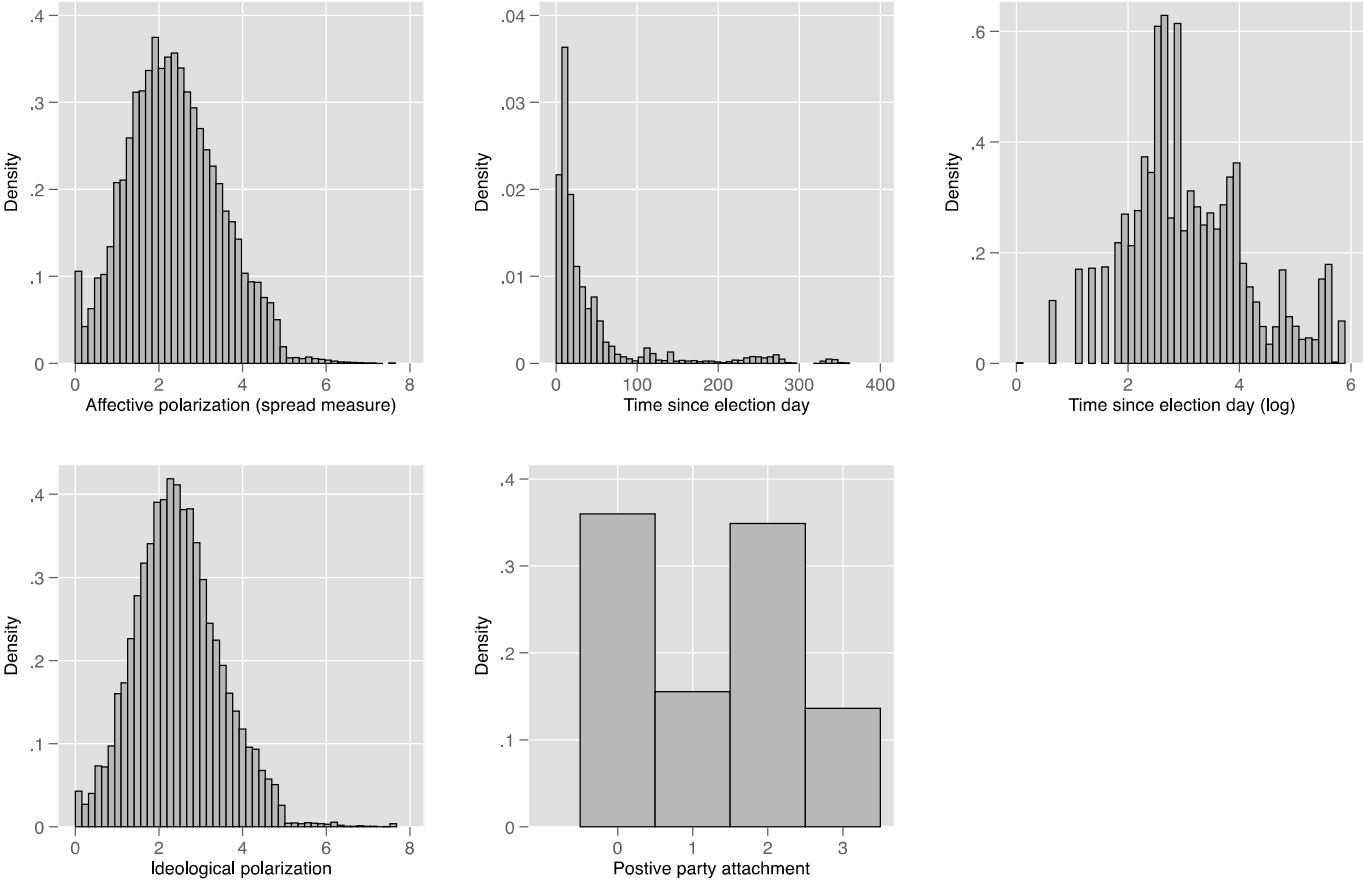 .4
.3
.2
.1
0
Density
0 2 4 6 8
Affective polarization (spread measure)
.04
.03
.02
.01
0
Density
0 100 200 300 400
Time since election day
.6
.4
.2
0
Density
0 2 4 6
Time since election day (log)
.4
.3
.2
.1
0
Density
0 2 4 6 8
Ideological polarization
.4
.3
.2
.1
0
Density
0 1 2 3
Postive party attachment